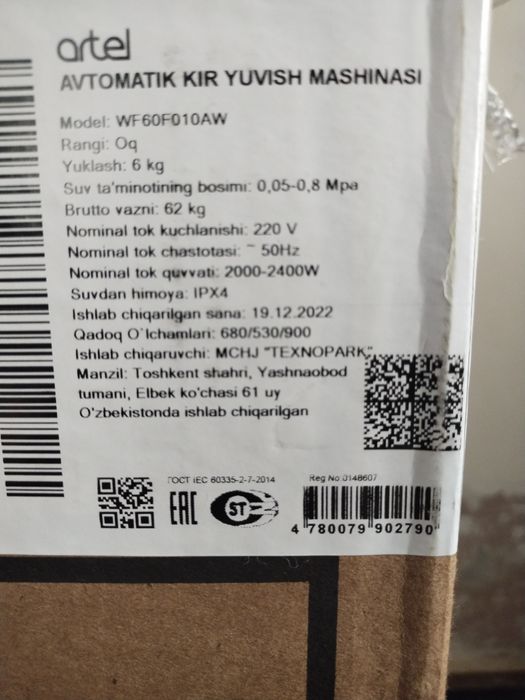 artel
AVTOMATIK KIR YUVISH MASHINASI
Model: WF60F010AW
Rangi: Oq
Yuklash: 6 kg
Suv ta'minotining bosimi: 0,05-0,8 Mpa
Brutto vazni: 62 kg
Nominal tok kuchlanishi: 220 V
Nominal tok chastotasi: ~ 50Hz
Nominal tok quvvati: 2000-2400W
Suvdan himoya: IPX4
Ishlab chiqarilgan sana: 19.12.2022
Qadoq O`lchamlari: 680/530/900
Ishlab chiqaruvchi: MCHJ "TEXNOPARK"
Manzil: Toshkent shahri, Yashnaobod
tumani, Elbek ko'chasi 61 uy
O'zbekistonda ishlab chiqarilgan
ГОСТ IEC 60335-2-7-2014
Reg No 0148607
EAC
ST
4 780079 902790